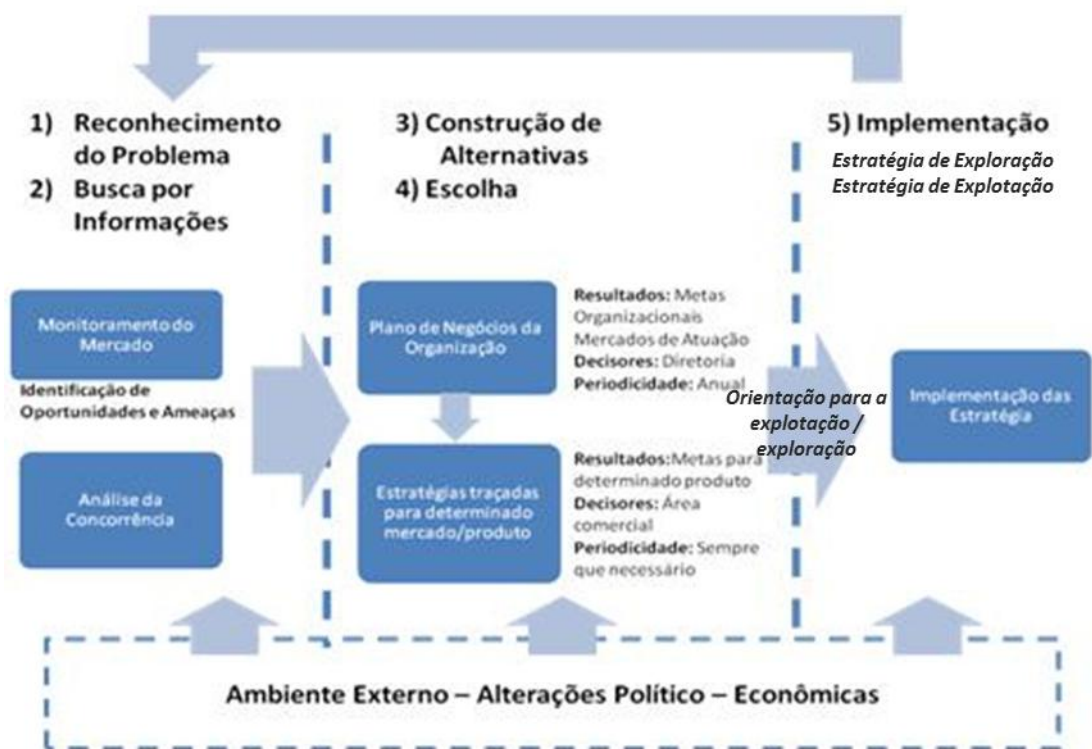 1) Reconhecimento
do Problema
2) Busca por
Informações
Monitoramento do
Mercado
Identificação de
Oportunidades e Ameaças
Análise da
Concorrência
3) Construção de
Alternativas
4) Escolha
Plano de Negócios da
Organização
Resultados: Metas
Organizacionais
Mercados de Atuação
Decisores: Diretoria
Periodicidade: Anual
Estratégias traçadas
para determinado
mercado/produto
Resultados:Metas para
determinado produto
Decisores: Área
comercial
Periodicidade: Sempre
que necessário
Orientação para a
explotação /
exploração
5) Implementação
Estratégia de Exploração
Estratégia de Explotação
Implementação das
Estratégia
Ambiente Externo – Alterações Político – Econômicas